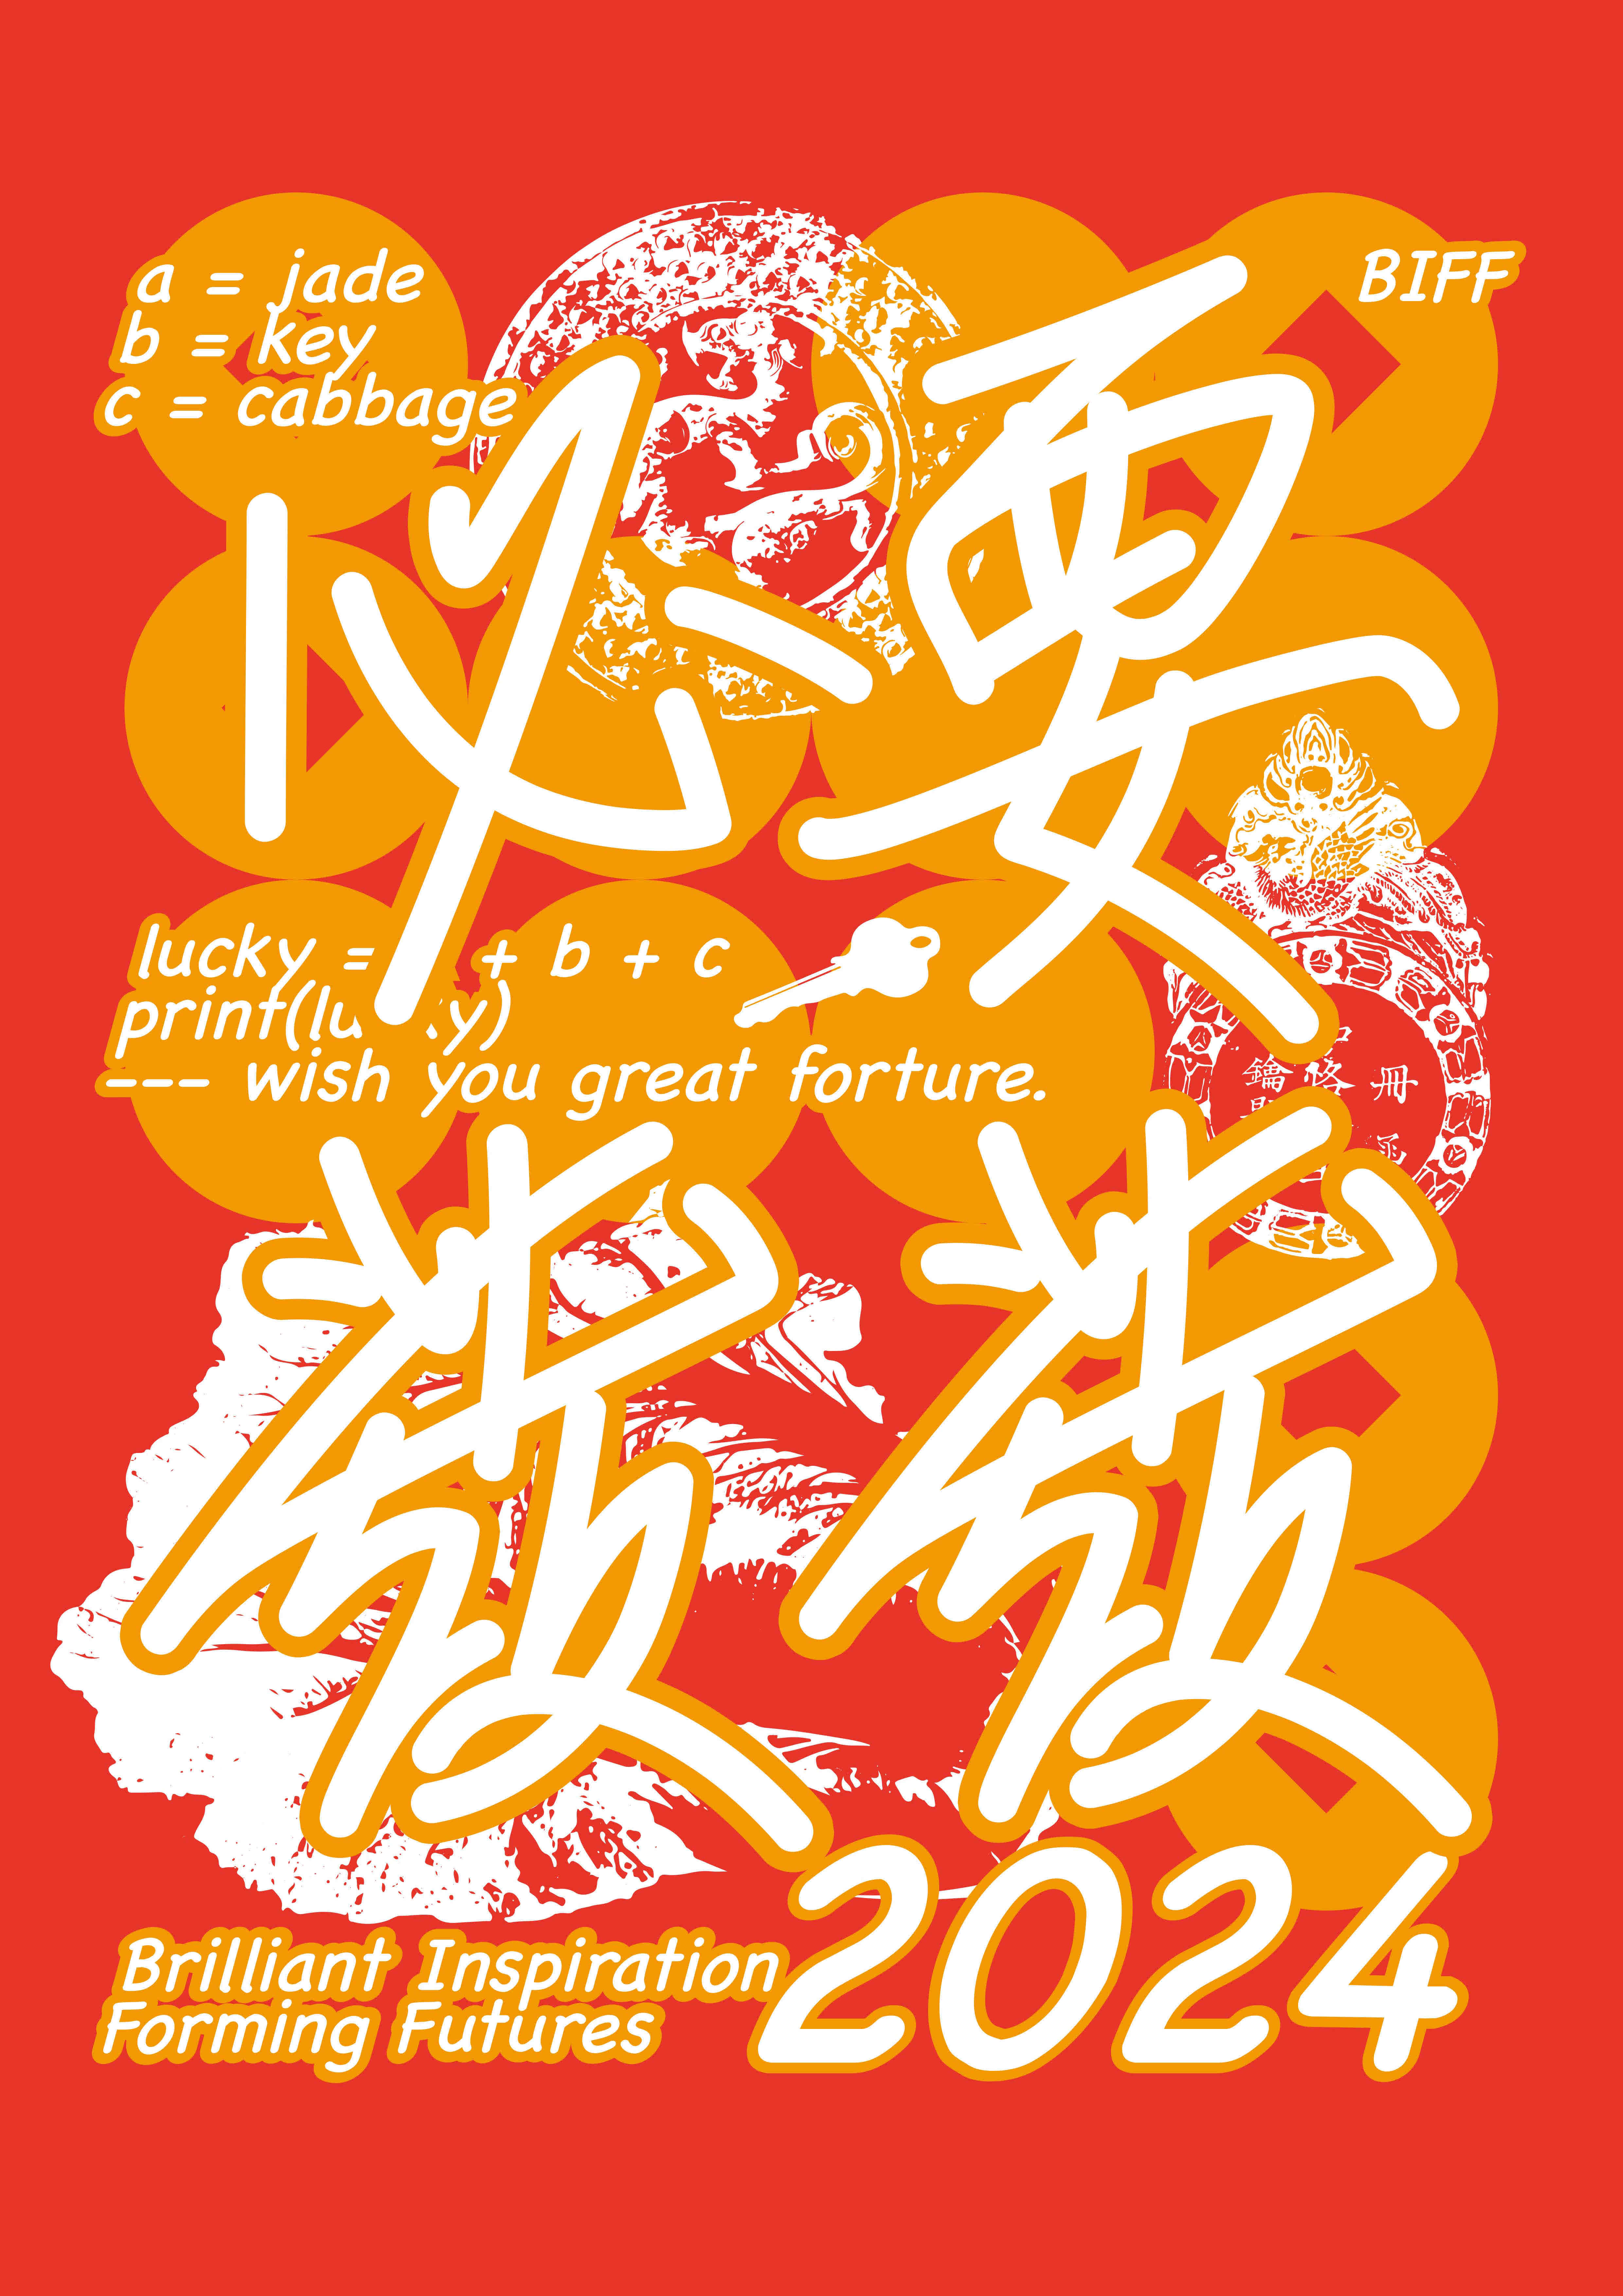 a = jade
b = key
c = cabbage
BIFF
必要
lucky = + b + c
print(lu y)
--- wish you great forture.
發發
2024
Brilliant Inspiration
Forming Futures